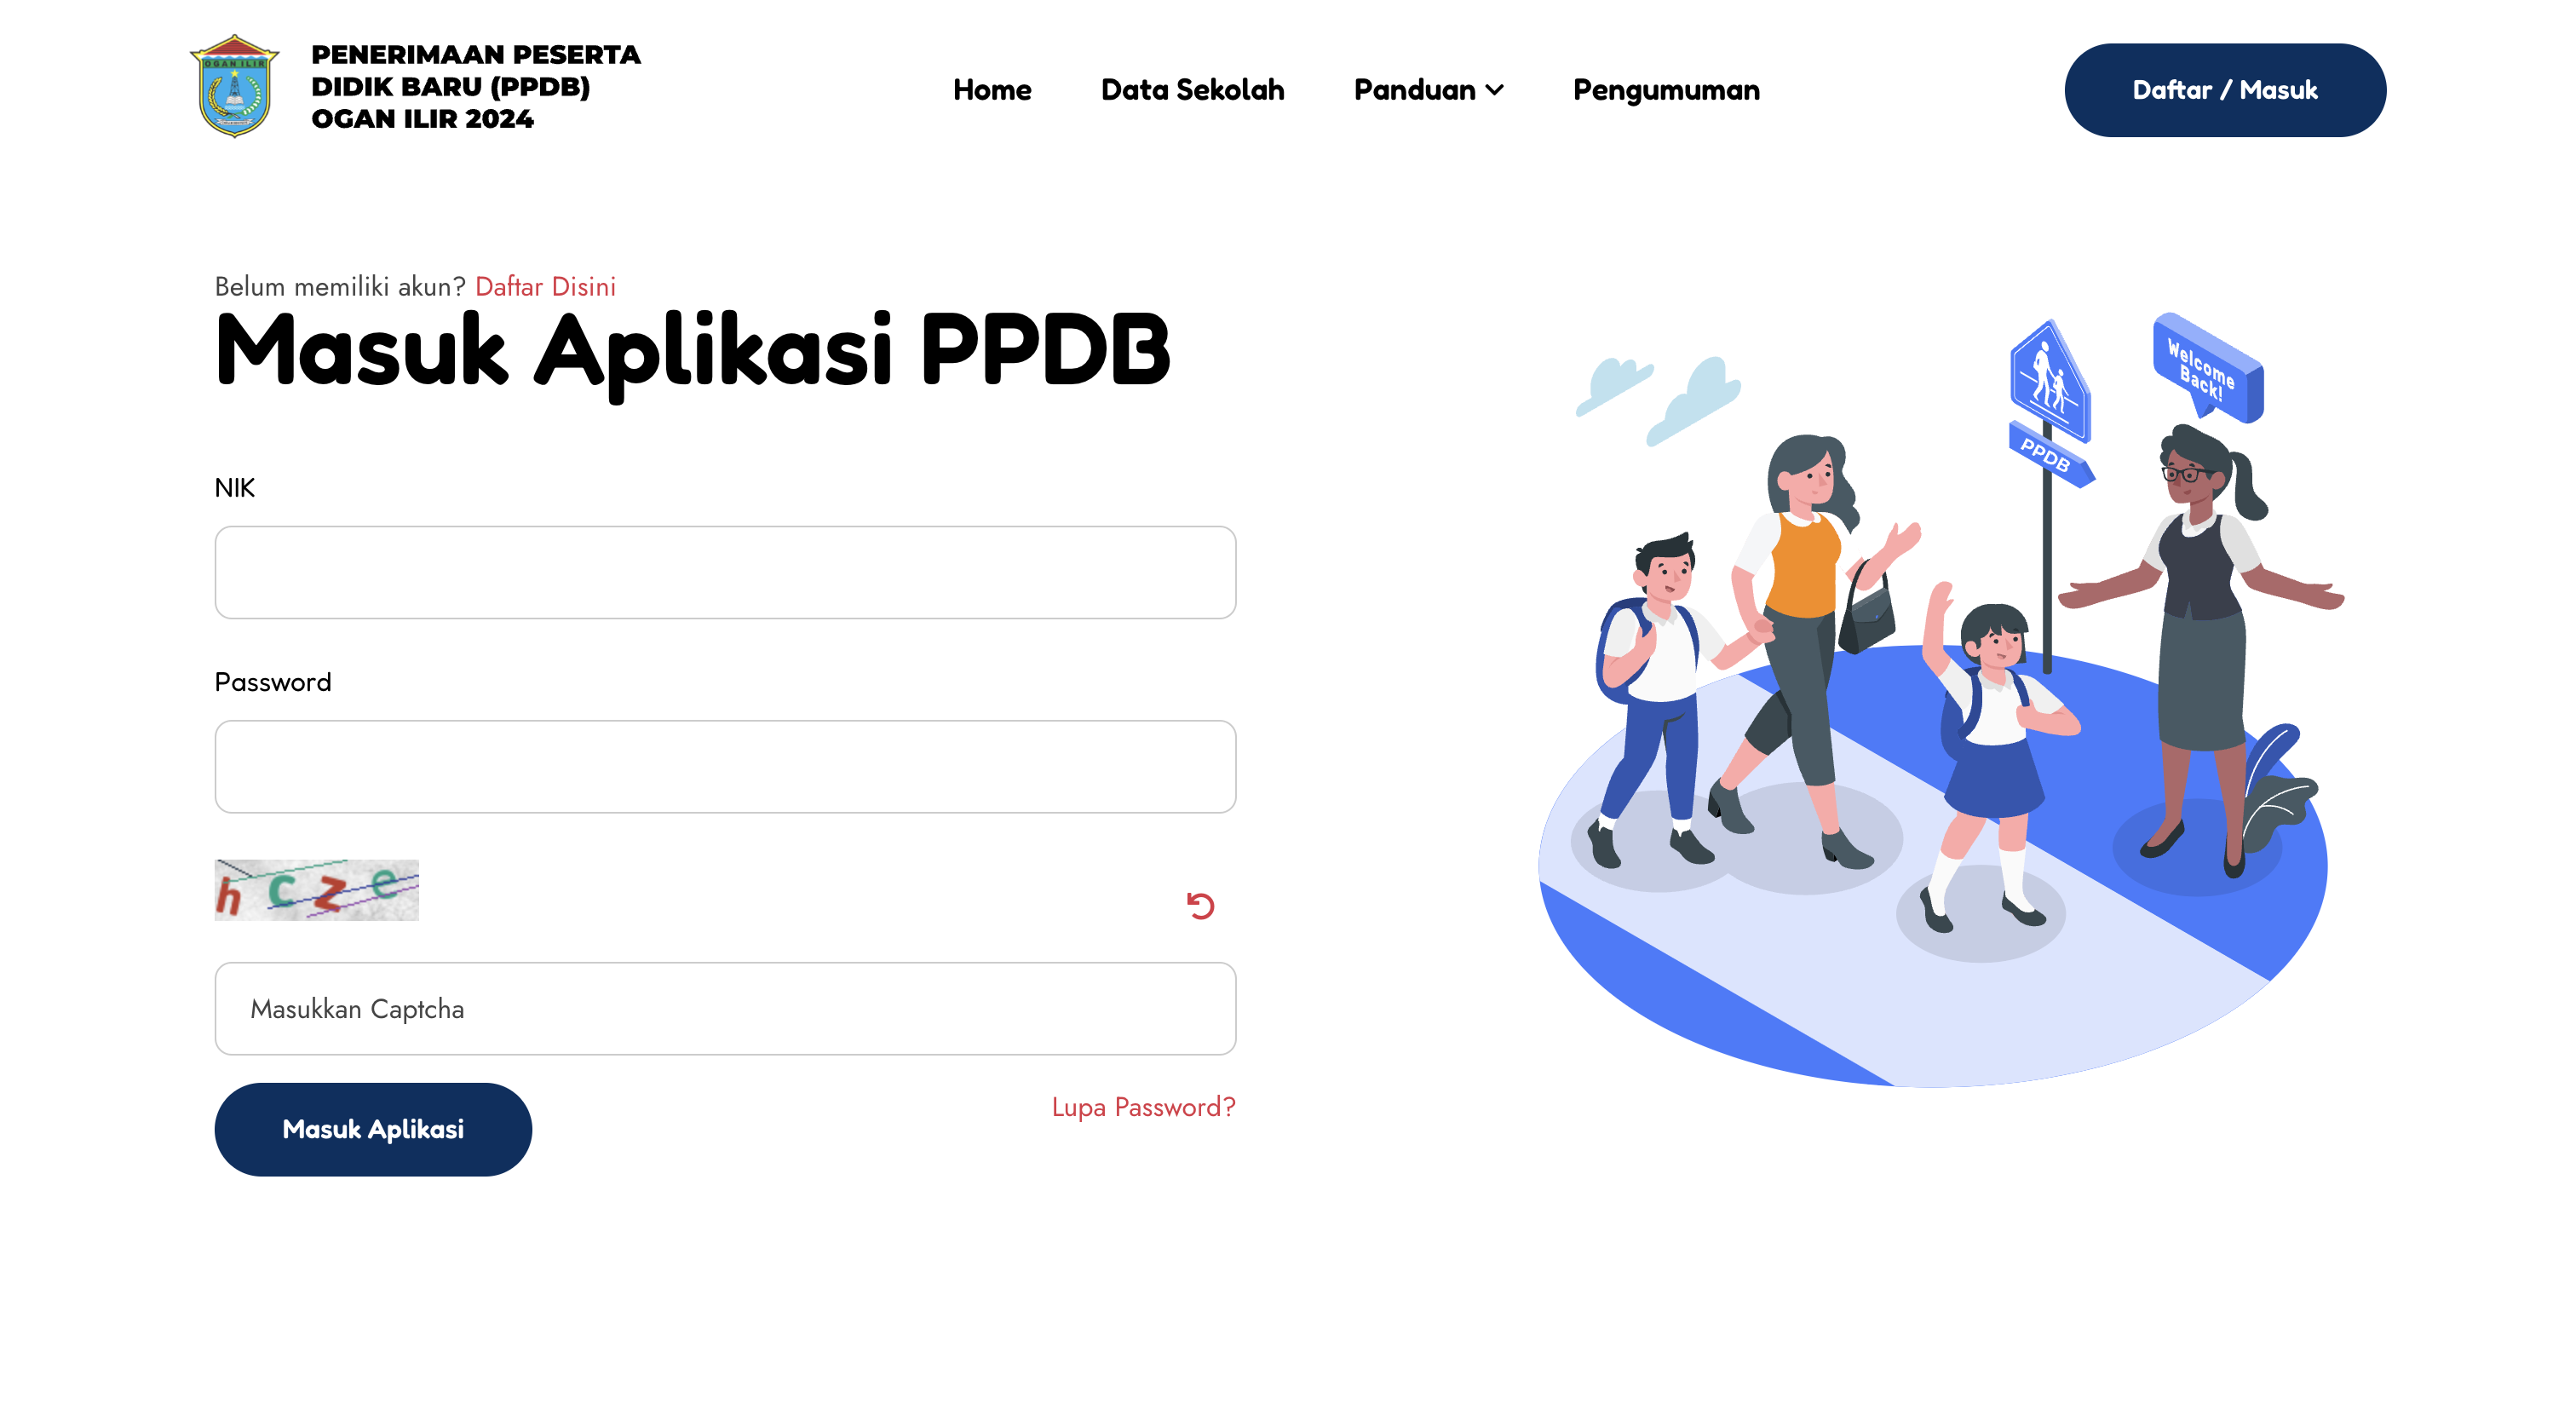 OGAN ILIR
PENERIMAAN PESERTA
DIDIK BARU (PPDB)
OGAN ILIR 2024
Home
Data Sekolah
Panduan
Pengumuman
Daftar / Masuk
Belum memiliki akun? Daftar Disini
Masuk Aplikasi PPDB
NIK
Password
h c z e
Masukkan Captcha
Masuk Aplikasi
Lupa Password?
Welcome
Back!
PPDB